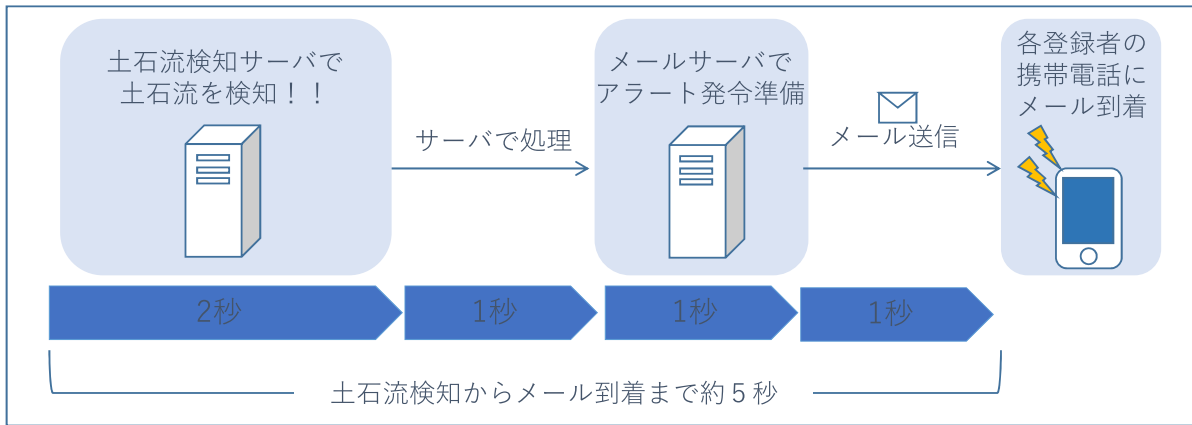 土石流検知サーバで
土石流を検知！！
サーバで処理
メールサーバで
アラート発令準備
メール送信
各登録者の
携帯電話に
メール到着
2秒
1秒
1秒
1秒
土石流検知からメール到着まで約５秒